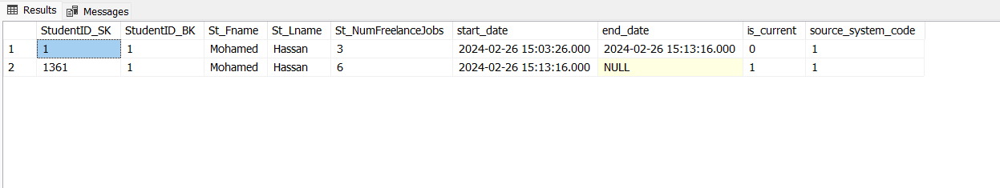 Results Messages
StudentID_SK StudentID_BK St_Fname St_Lname St_NumFreelanceJobs start_date end_date is_current source_system_code
1 1 1 Mohamed Hassan 3 2024-02-26 15:03:26.000 2024-02-26 15:13:16.000 0 1
2 1361 1 Mohamed Hassan 6 2024-02-26 15:13:16.000 NULL 1 1